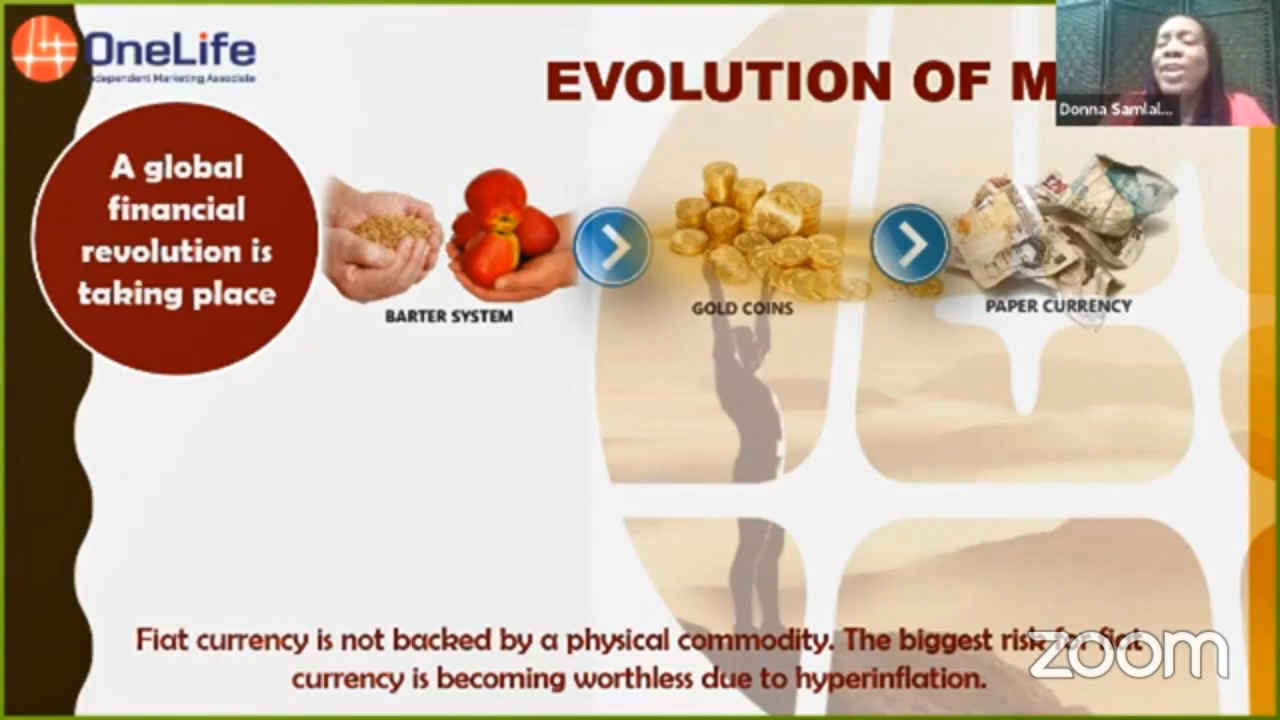 OneLife
Independent Marketing Associate
EVOLUTION OF M
Donna Samlal...
A global
financial
revolution is
taking place
BARTER SYSTEM
GOLD COINS
PAPER CURRENCY
Fiat currency is not backed by a physical commodity. The biggest risk for fiat
currency is becoming worthless due to hyperinflation.
zoom